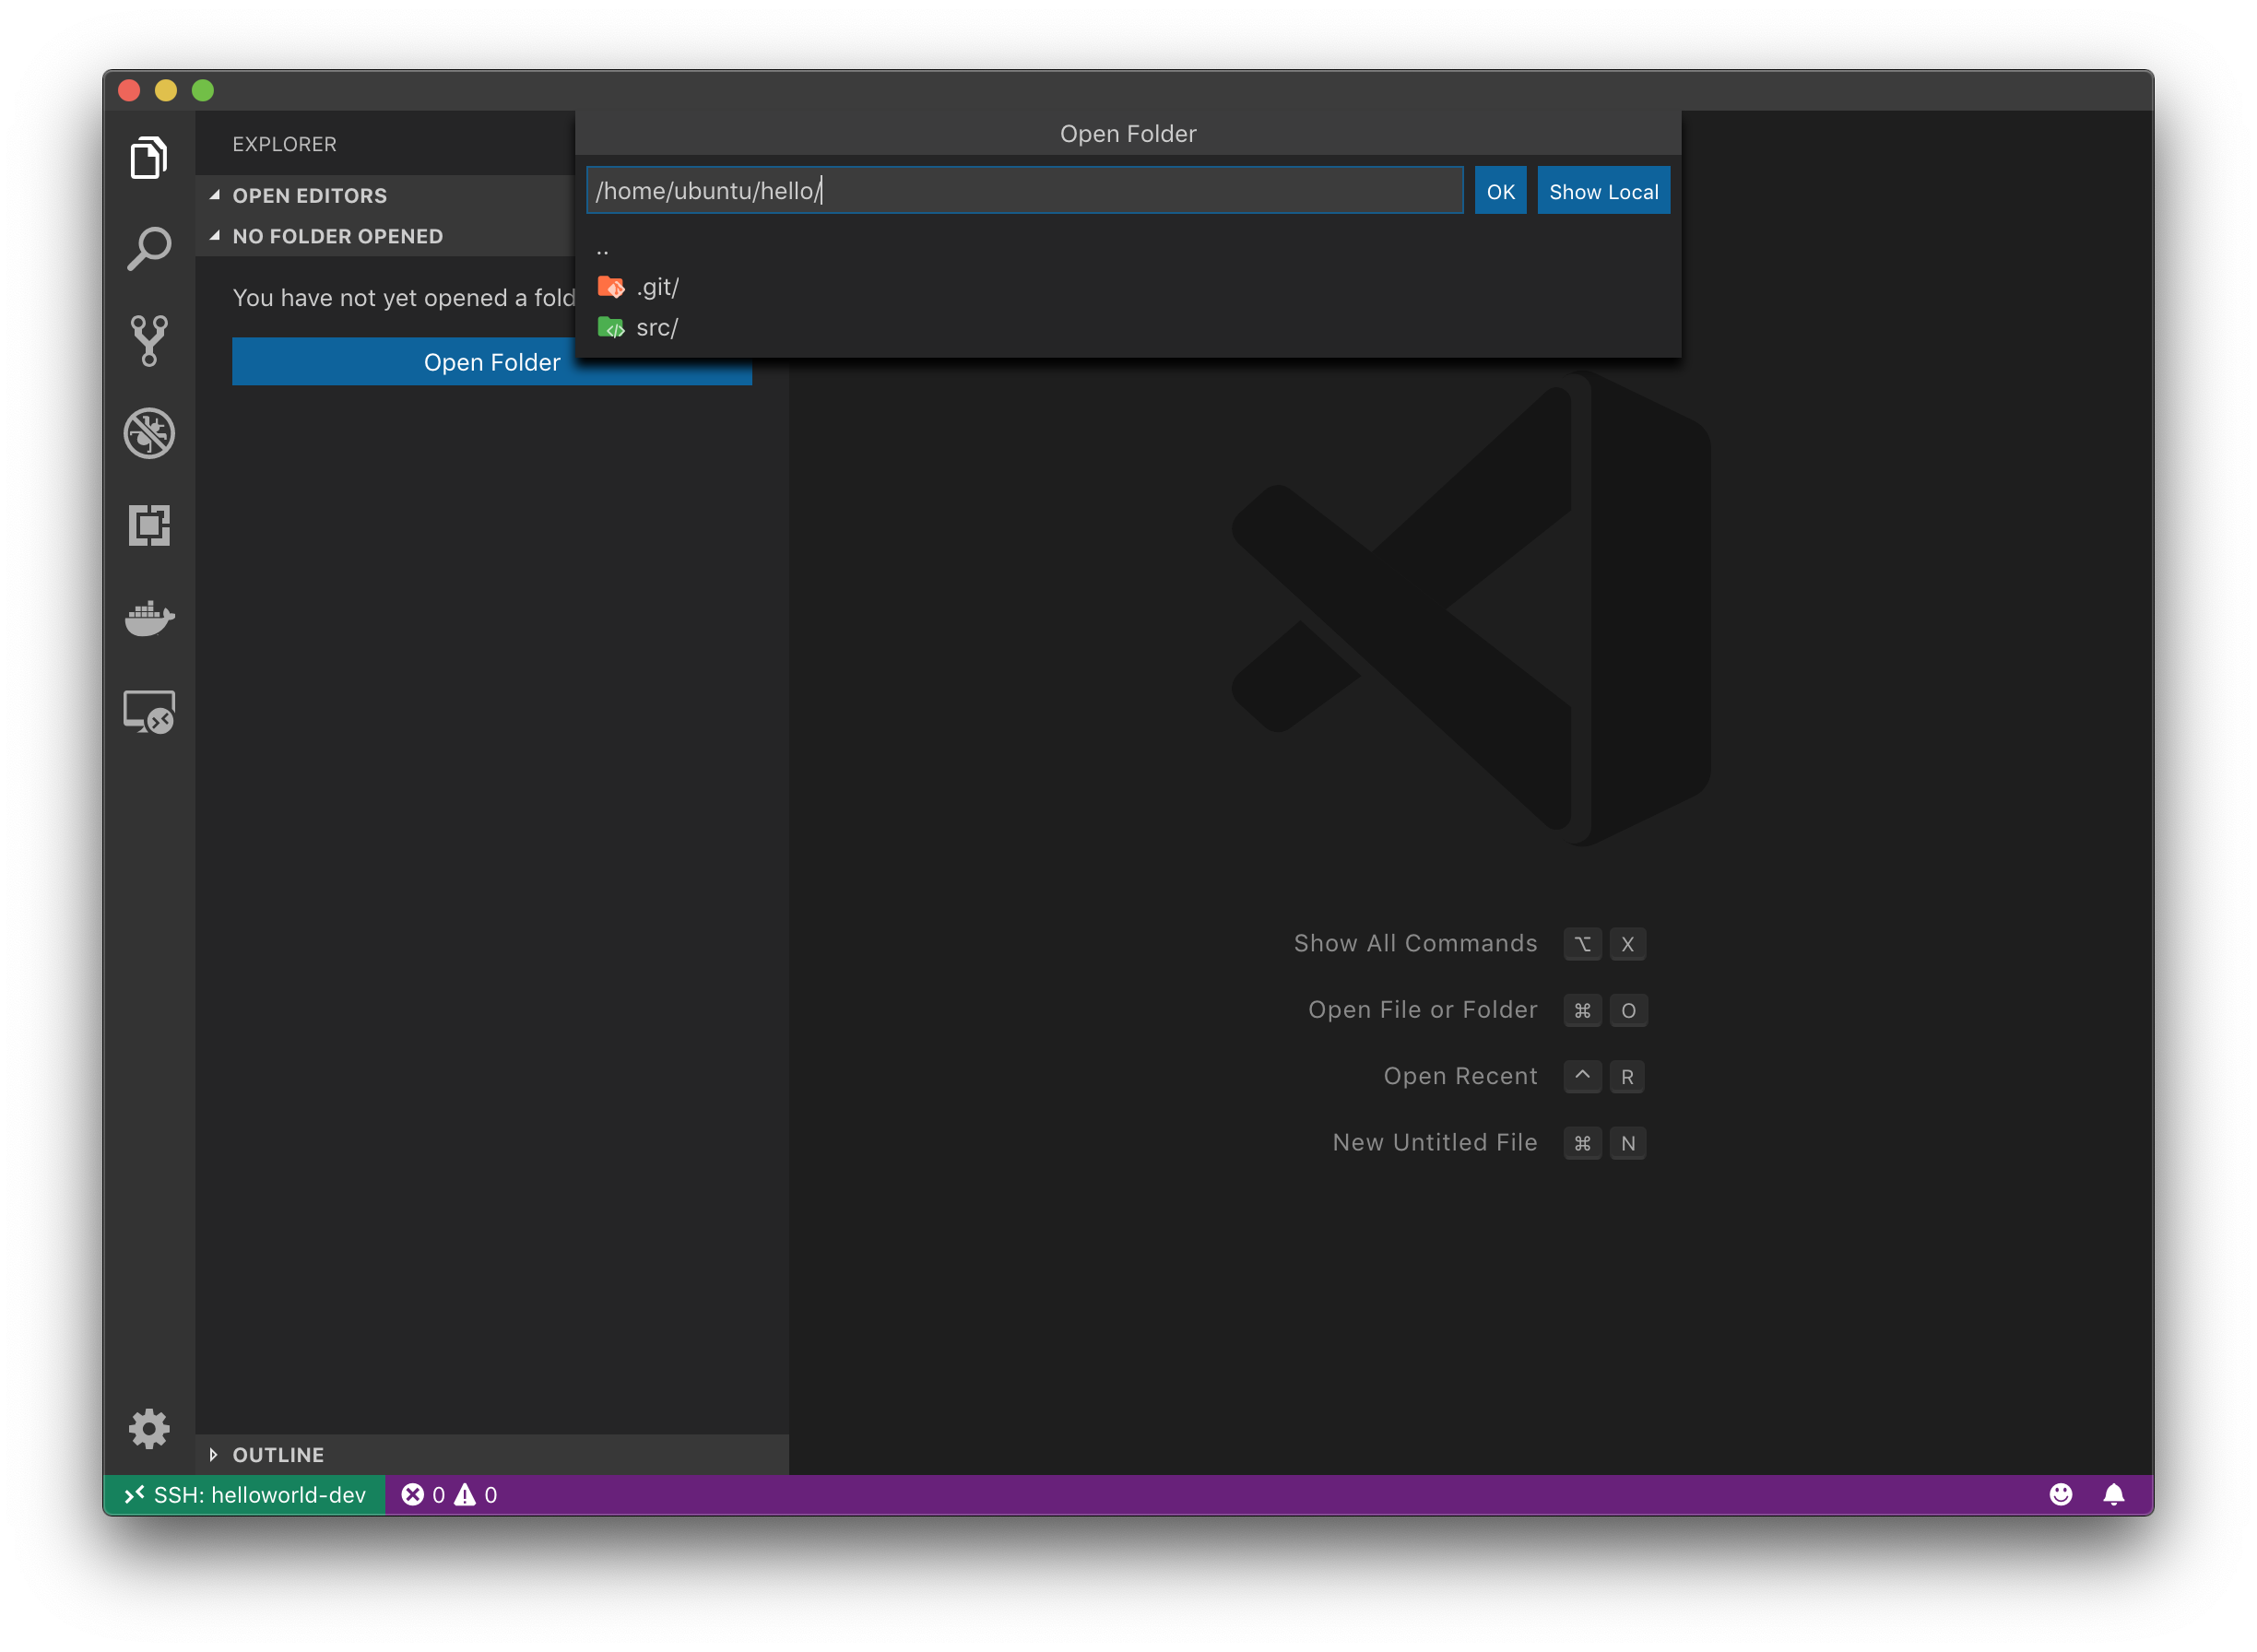 Open Folder
EXPLORER
/home/ubuntu/hello/
OK
Show Local
OPEN EDITORS
NO FOLDER OPENED
..
.git/
src/
You have not yet opened a
Open Folder
Show All Commands ⌥ X
Open File or Folder ⌘ O
Open Recent ^ R
New Untitled File ⌘ N
OUTLINE
SSH: helloworld-dev 0 0